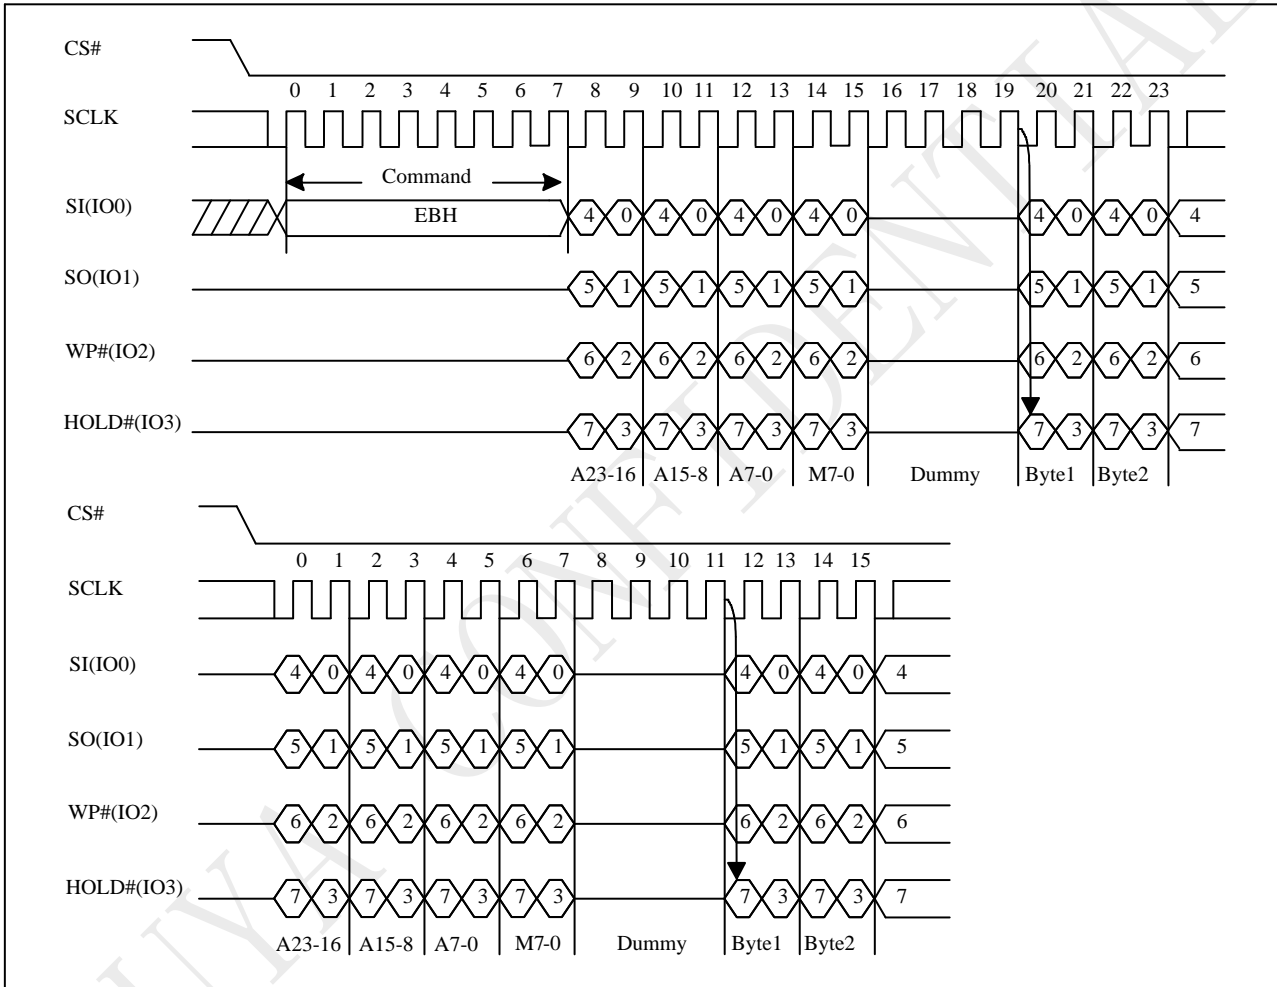 CS#
0 1 2 3 4 5 6 7 8 9 10 11 12 13 14 15 16 17 18 19 20 21 22 23
SCLK
Command
SI(IO0) EBH 4 0 4 0 4 0 4 0 4 0 4 0 4
SO(IO1) 5 1 5 1 5 1 5 1 5 1 5 1 5
WP#(IO2) 6 2 6 2 6 2 6 2 6 2 6 2 6
HOLD#(IO3) 7 3 7 3 7 3 7 3 7 3 7 3 7
A23-16 A15-8 A7-0 M7-0 Dummy Byte1 Byte2
CS#
0 1 2 3 4 5 6 7 8 9 10 11 12 13 14 15
SCLK
SI(IO0) 4 0 4 0 4 0 4 0 4 0 4 0 4
SO(IO1) 5 1 5 1 5 1 5 1 5 1 5 1 5
WP#(IO2) 6 2 6 2 6 2 6 2 6 2 6 2 6
HOLD#(IO3) 7 3 7 3 7 3 7 3 7 3 7 3 7
A23-16 A15-8 A7-0 M7-0 Dummy Byte1 Byte2
CONFIDENTIAL